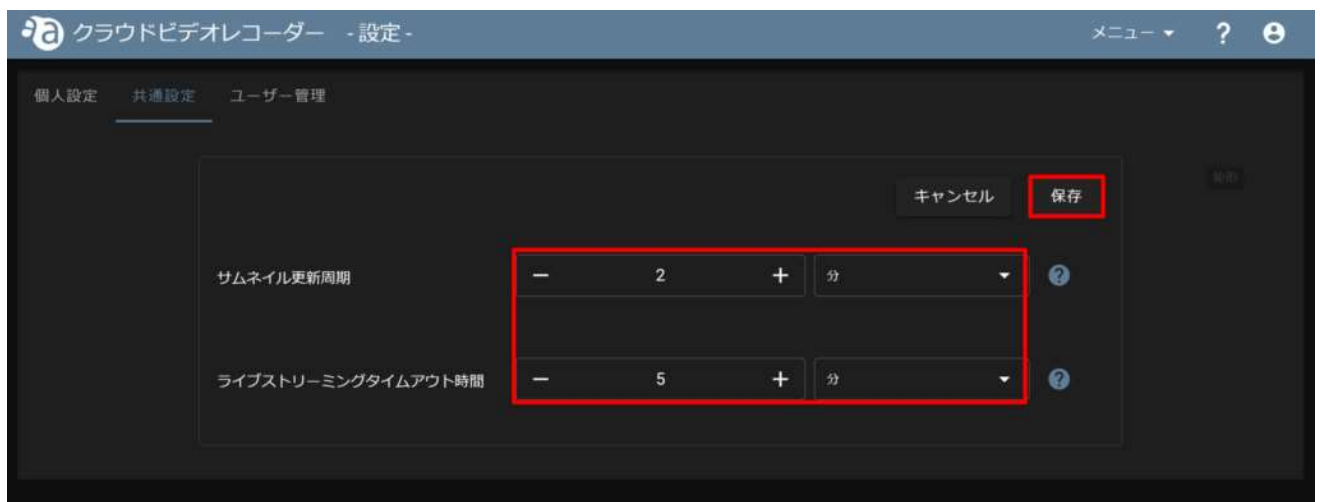 クラウドビデオレコーダー - 設定 -
メニュー
?
個人設定 共通設定 ユーザー管理
キャンセル 保存
サムネイル更新周期 − 2 + 分 ?
ライブストリーミングタイムアウト時間 − 5 + 分 ?